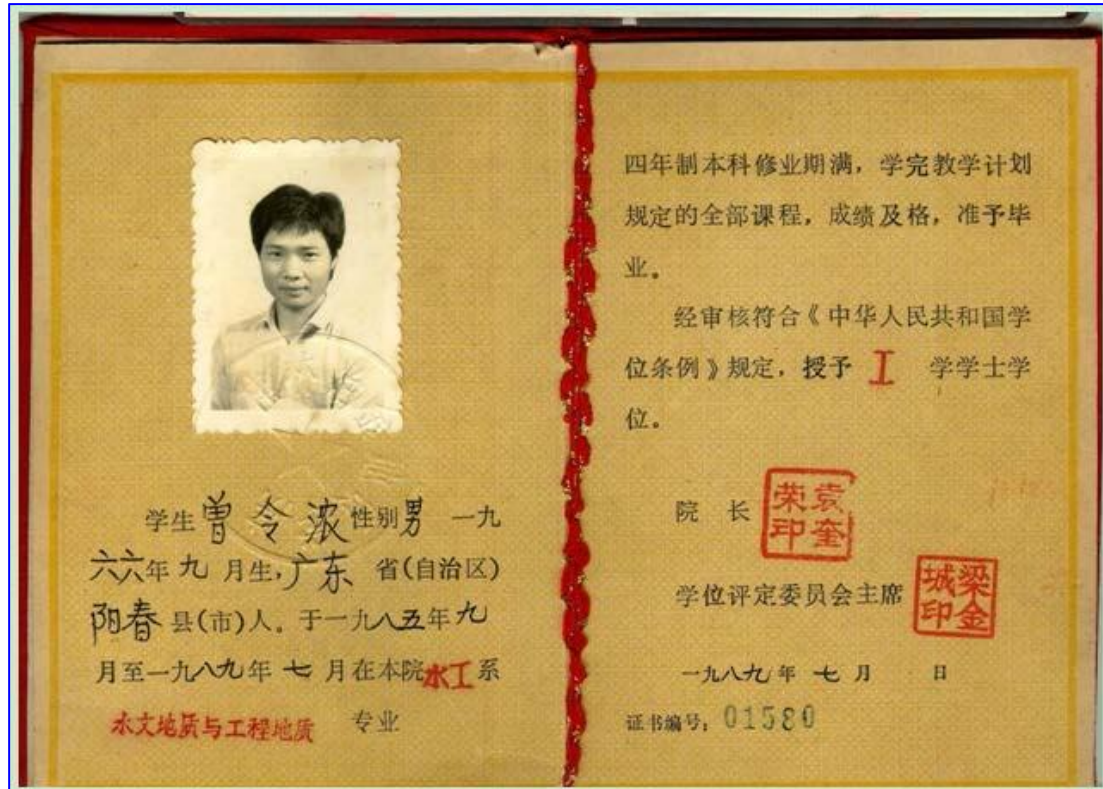 学生曾令浓性别男 一九
六六年九月生,广东 省(自治区)
阳春县(市)人。于一九八五年九
月至一九八九年七月在本院水工系
水文地质与工程地质 专业
四年制本科修业期满，学完教学计划
规定的全部课程，成绩及格，准予毕
业。
经审核符合《中华人民共和国学
位条例》规定，授予 工 学学士学
位。
院 长 袁奎荣印
学位评定委员会主席 梁金城印
一九八九年七月 日
证书编号：01580